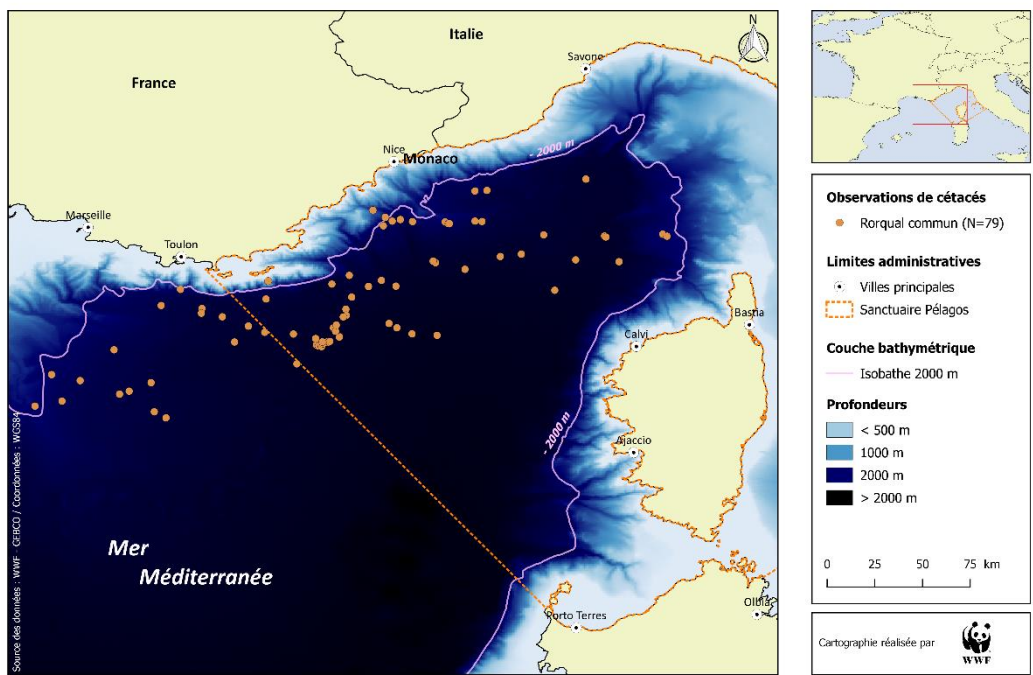 Italie
N
Savone
France
Nice
Monaco
- 2000 m
Marseille
Toulon
Bastia
Calvi
- 2000 m
Ajaccio
Mer
Méditerranée
Porto Terres
Olbia
Source des données : WWF - GEBCO / Coordonnées : WGS84
Observations de cétacés
Rorqual commun (N=79)
Limites administratives
Villes principales
Sanctuaire Pélagos
Couche bathymétrique
Isobathe 2000 m
Profondeurs
< 500 m
1000 m
2000 m
> 2000 m
0 25 50 75 km
Cartographie réalisée par
WWF